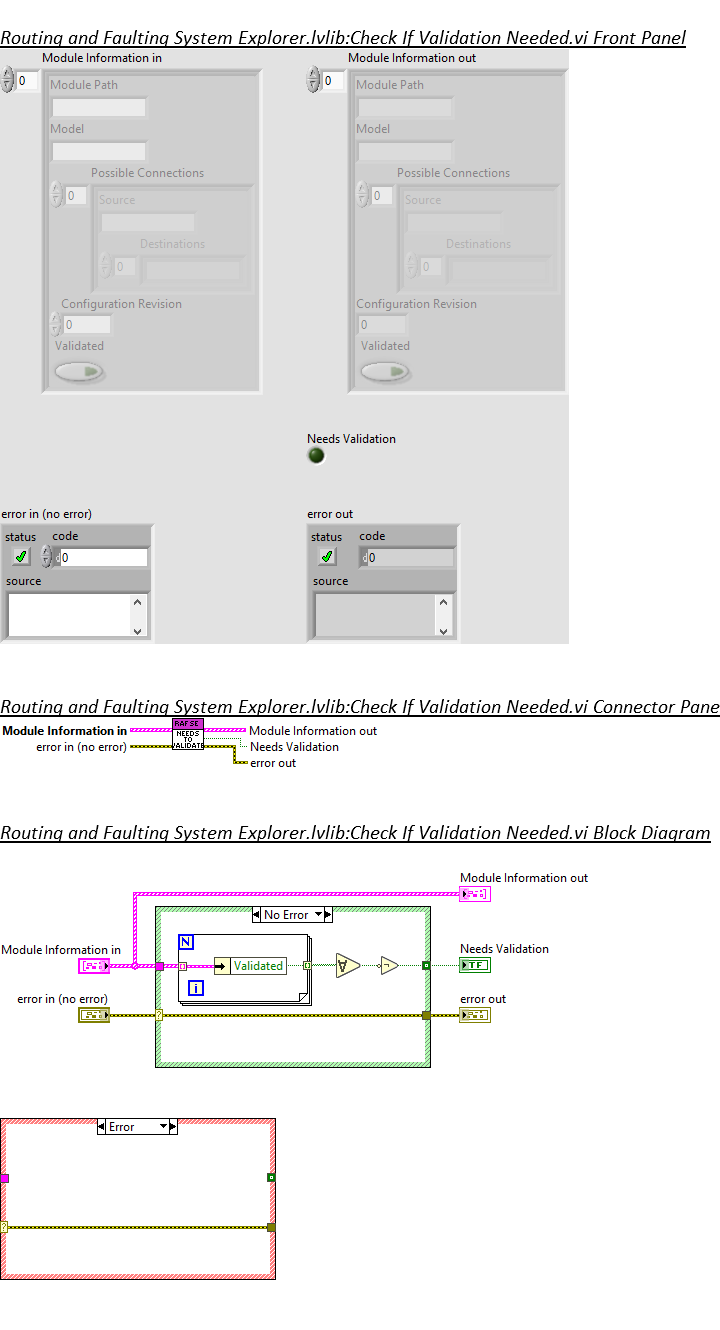 Routing and Faulting System Explorer.lvlib:Check If Validation Needed.vi Front Panel
Module Information in
Module Information out
0
0
Module Path
Module Path
Model
Model
Possible Connections
Possible Connections
0
0
Source
Source
Destinations
Destinations
0
0
Configuration Revision
Configuration Revision
0
0
Validated
Validated
Needs Validation
error in (no error)
error out
status
code
status
code
0
0
source
source
Routing and Faulting System Explorer.lvlib:Check If Validation Needed.vi Connector Pane
RAFSE
NEEDS
TO
VALIDATE
Module Information in
Module Information out
error in (no error)
Needs Validation
error out
Routing and Faulting System Explorer.lvlib:Check If Validation Needed.vi Block Diagram
Module Information out
No Error
N
Module Information in
Validated
Needs Validation
TF
i
error in (no error)
error out
?
Error
?